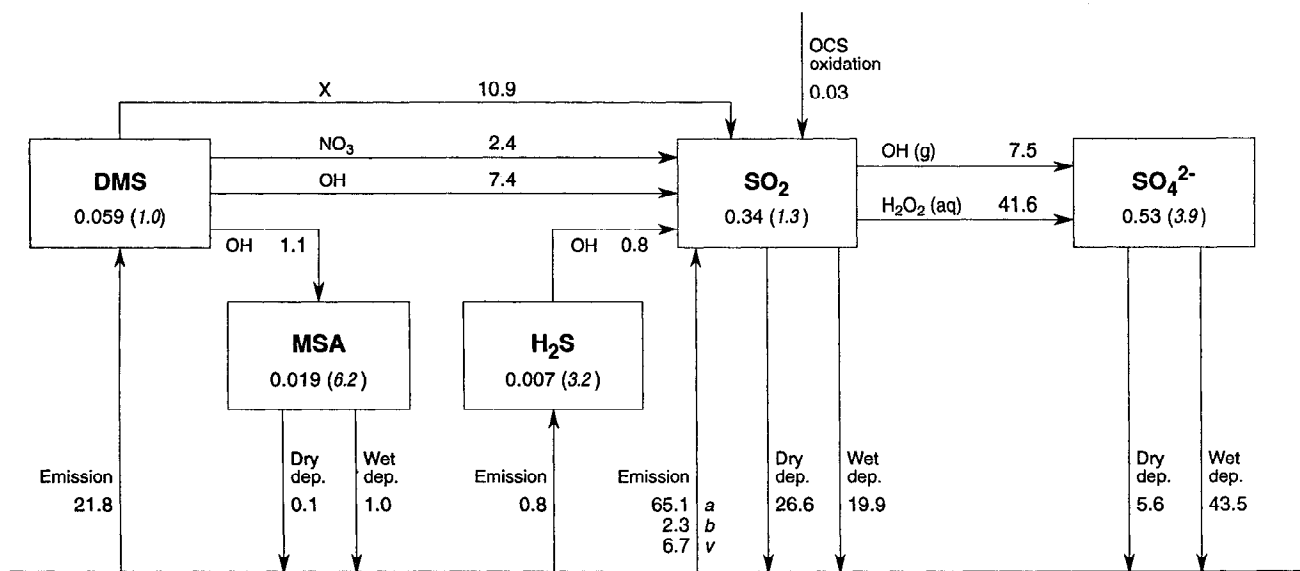 OCS
oxidation
0.03
X 10.9
NO3 2.4
OH 7.4
DMS
0.059 (1.0)
SO2
0.34 (1.3)
OH (g) 7.5
H2O2 (aq) 41.6
SO4 2-
0.53 (3.9)
OH 1.1
OH 0.8
MSA
0.019 (6.2)
H2S
0.007 (3.2)
Emission
21.8
Dry
dep.
0.1
Wet
dep.
1.0
Emission
0.8
Emission
65.1 a
2.3 b
6.7 v
Dry
dep.
26.6
Wet
dep.
19.9
Dry
dep.
5.6
Wet
dep.
43.5